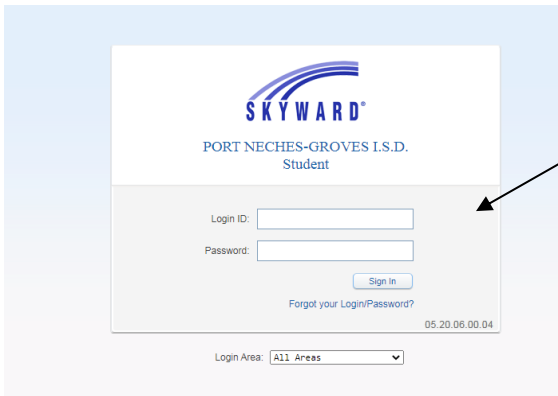 SKYWARD®
PORT NECHES-GROVES I.S.D.
Student
Login ID:
Password:
Sign In
Forgot your Login/Password?
05.20.06.00.04
Login Area: All Areas